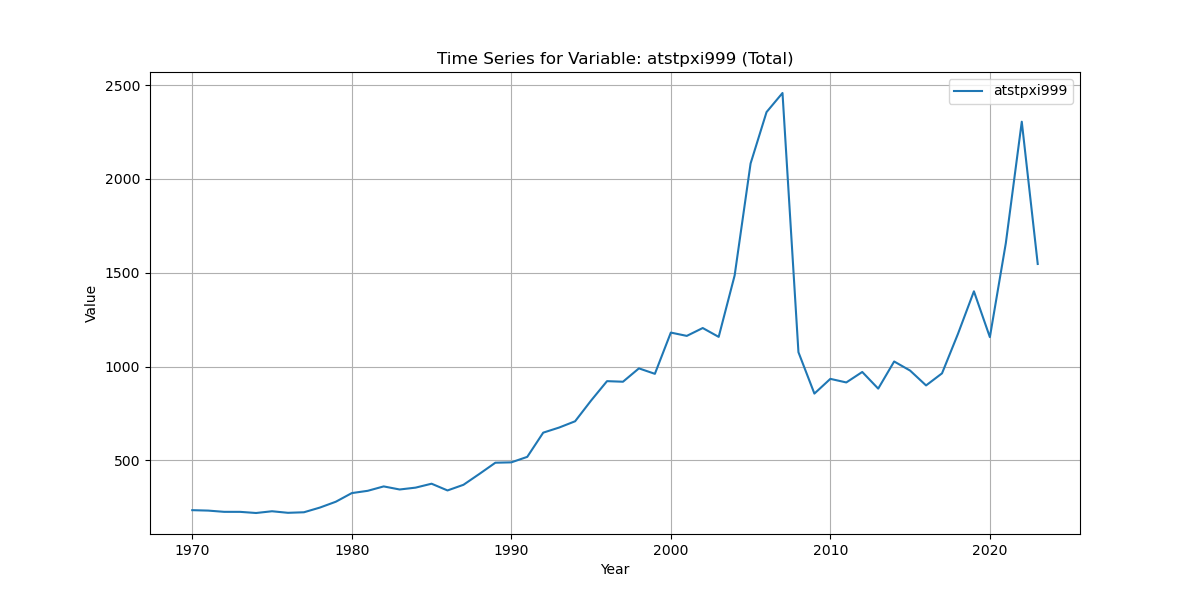 Time Series for Variable: atstpxi999 (Total)
atstpxi999
2500
2000
1500
1000
500
Value
1970 1980 1990 2000 2010 2020
Year